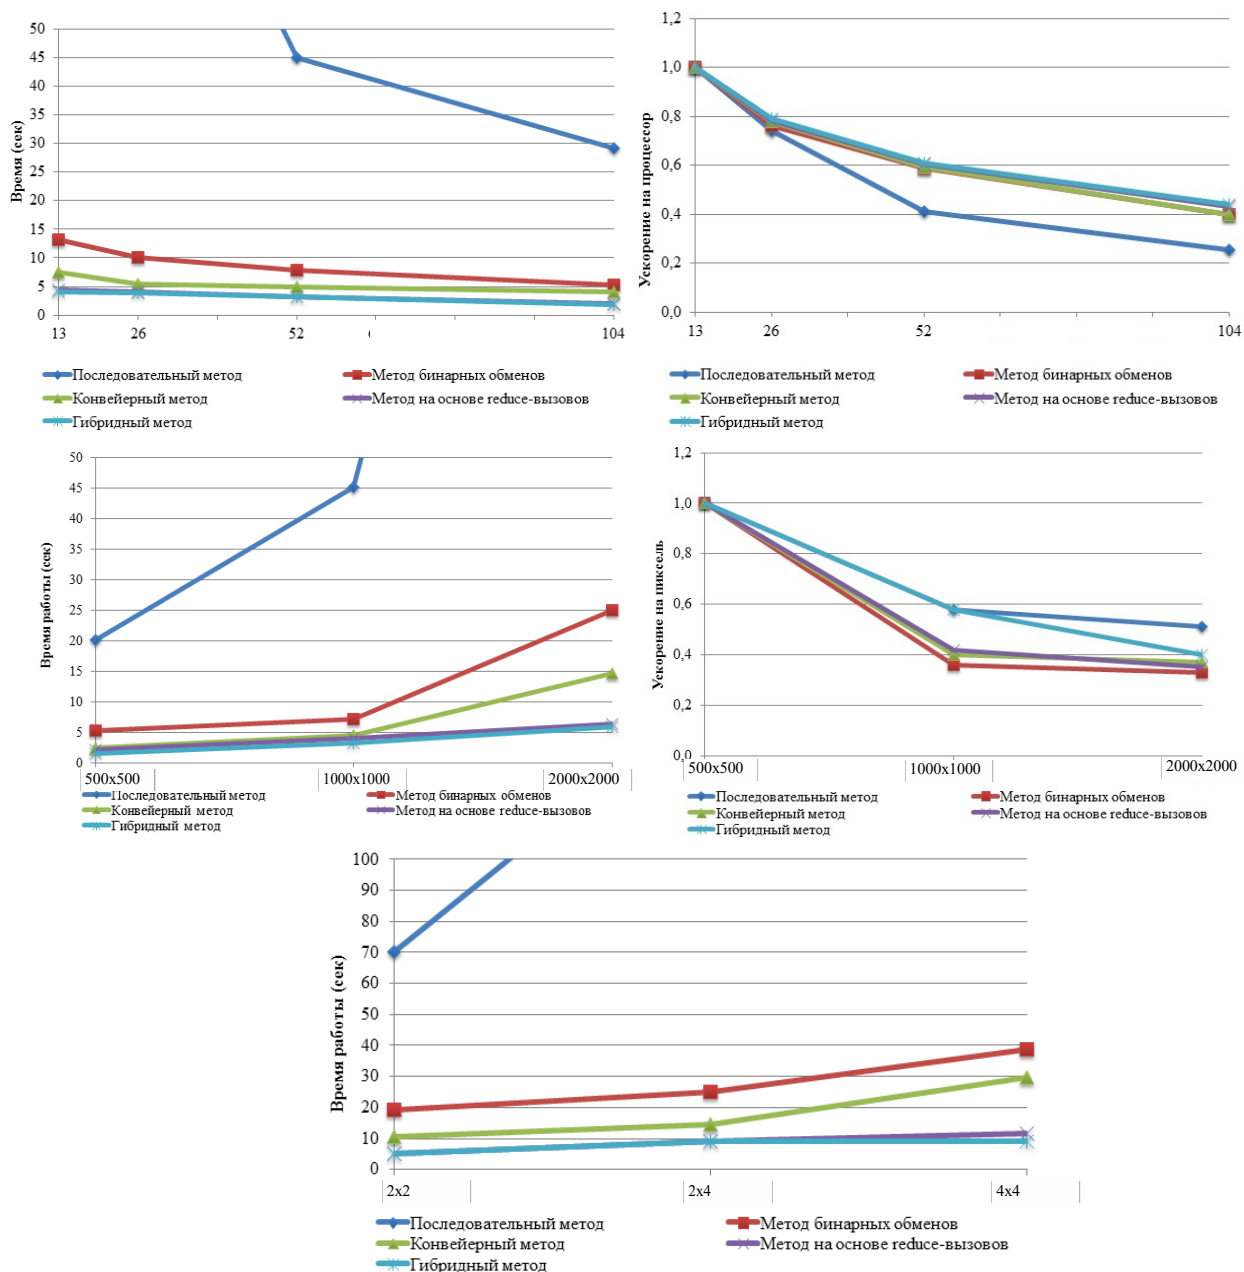 50
45
40
35
30
25
20
15
10
5
0
Время (сек)
13 26 52 104
Последовательный метод Метод бинарных обменов
Конвейерный метод Метод на основе reduce-вызовов
Гибридный метод
1,2
1,0
0,8
0,6
0,4
0,2
0,0
Ускорение на процессор
13 26 52 104
Последовательный метод Метод бинарных обменов
Конвейерный метод Метод на основе reduce-вызовов
Гибридный метод
50
45
40
35
30
25
20
15
10
5
0
Время работы (сек)
500x500 1000x1000 2000x2000
Последовательный метод Метод бинарных обменов
Конвейерный метод Метод на основе reduce-вызовов
Гибридный метод
1,2
1,0
0,8
0,6
0,4
0,2
0,0
Ускорение на пиксель
500x500 1000x1000 2000x2000
Последовательный метод Метод бинарных обменов
Конвейерный метод Метод на основе reduce-вызовов
Гибридный метод
100
90
80
70
60
50
40
30
20
10
0
Время работы (сек)
2x2 2x4 4x4
Последовательный метод Метод бинарных обменов
Конвейерный метод Метод на основе reduce-вызовов
Гибридный метод